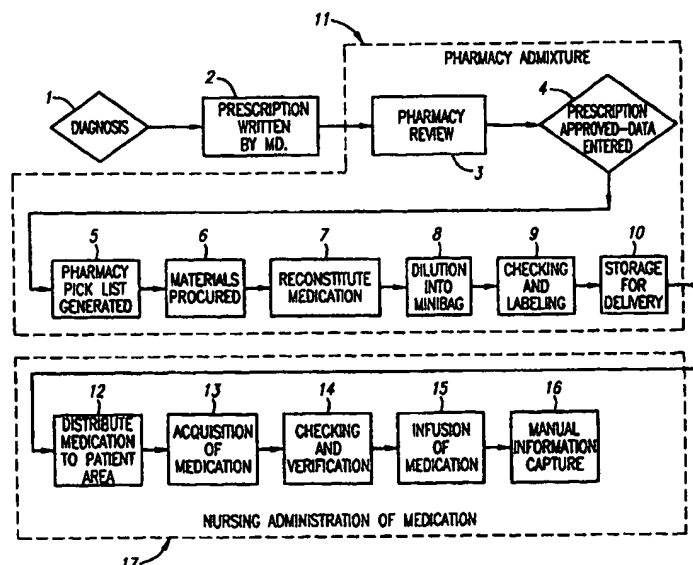 11
PHARMACY ADMIXTURE
1
DIAGNOSIS
2
PRESCRIPTION
WRITTEN
BY MD.
PHARMACY
REVIEW
3
4
PRESCRIPTION
APPROVED-DATA
ENTERED
5
PHARMACY
PICK LIST
GENERATED
6
MATERIALS
PROCURED
7
RECONSTITUTE
MEDICATION
8
DILUTION
INTO
MINIBAG
9
CHECKING
AND
LABELING
10
STORAGE
FOR
DELIVERY
12
DISTRIBUTE
MEDICATION
TO PATIENT
AREA
13
ACQUISITION
OF
MEDICATION
14
CHECKING
AND
VERIFICATION
15
INFUSION
OF
MEDICATION
16
MANUAL
INFORMATION
CAPTURE
NURSING ADMINISTRATION OF MEDICATION
17